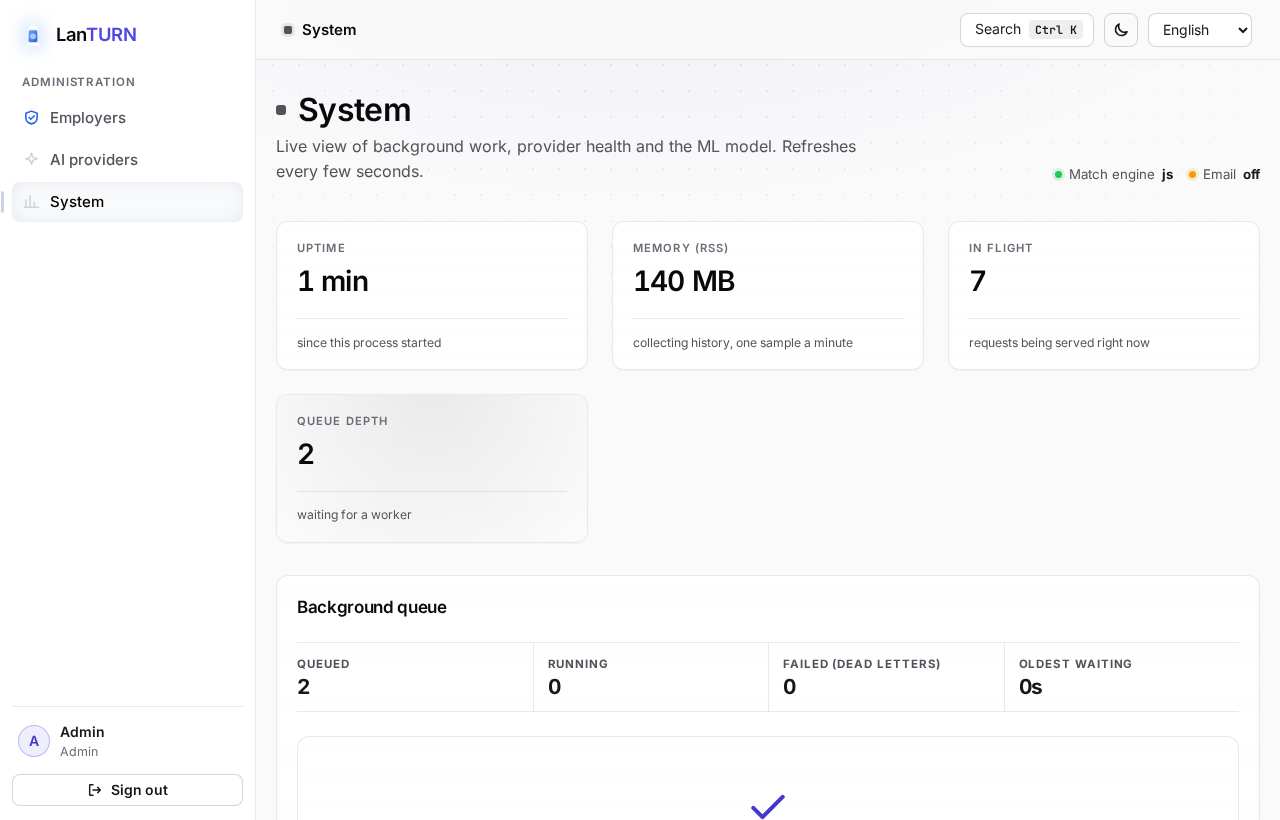 LanTURN
ADMINISTRATION
Employers
AI providers
System
Admin
Admin
A
Sign out
System
Search Ctrl K
English
System
Live view of background work, provider health and the ML model. Refreshes
every few seconds.
Match engine js
Email off
UPTIME
1 min
since this process started
MEMORY (RSS)
140 MB
collecting history, one sample a minute
IN FLIGHT
7
requests being served right now
QUEUE DEPTH
2
waiting for a worker
Background queue
QUEUED
2
RUNNING
0
FAILED (DEAD LETTERS)
0
OLDEST WAITING
0s